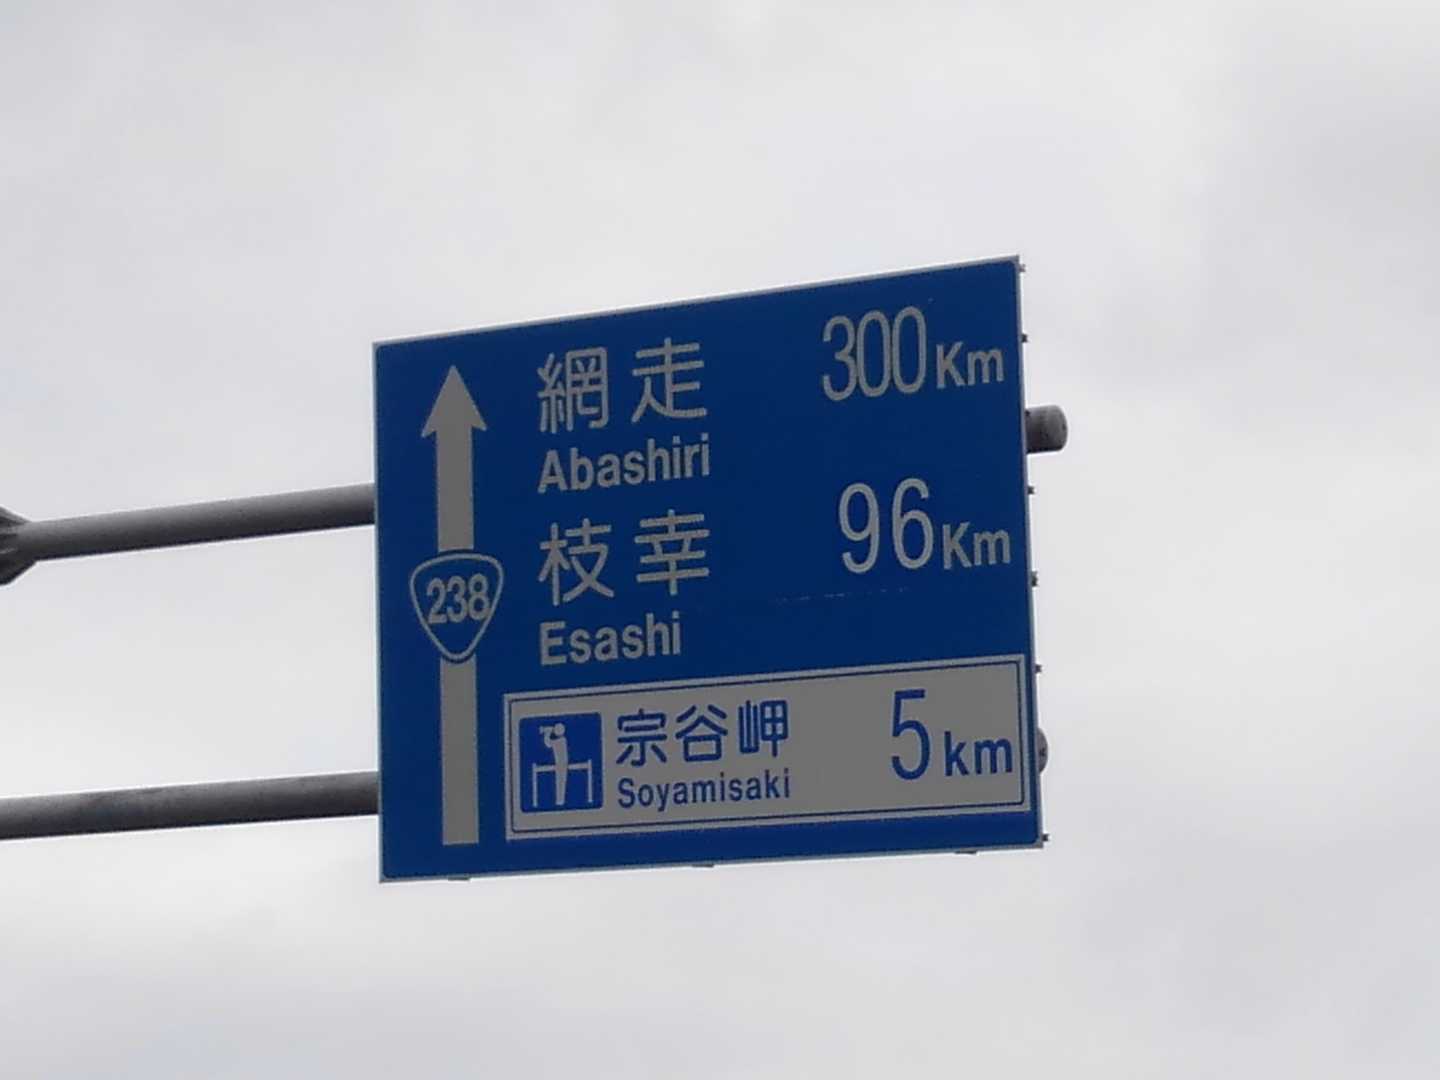 網走 300Km
Abashiri
枝幸 96Km
Esashi
238
宗谷岬 5km
Soyamisaki